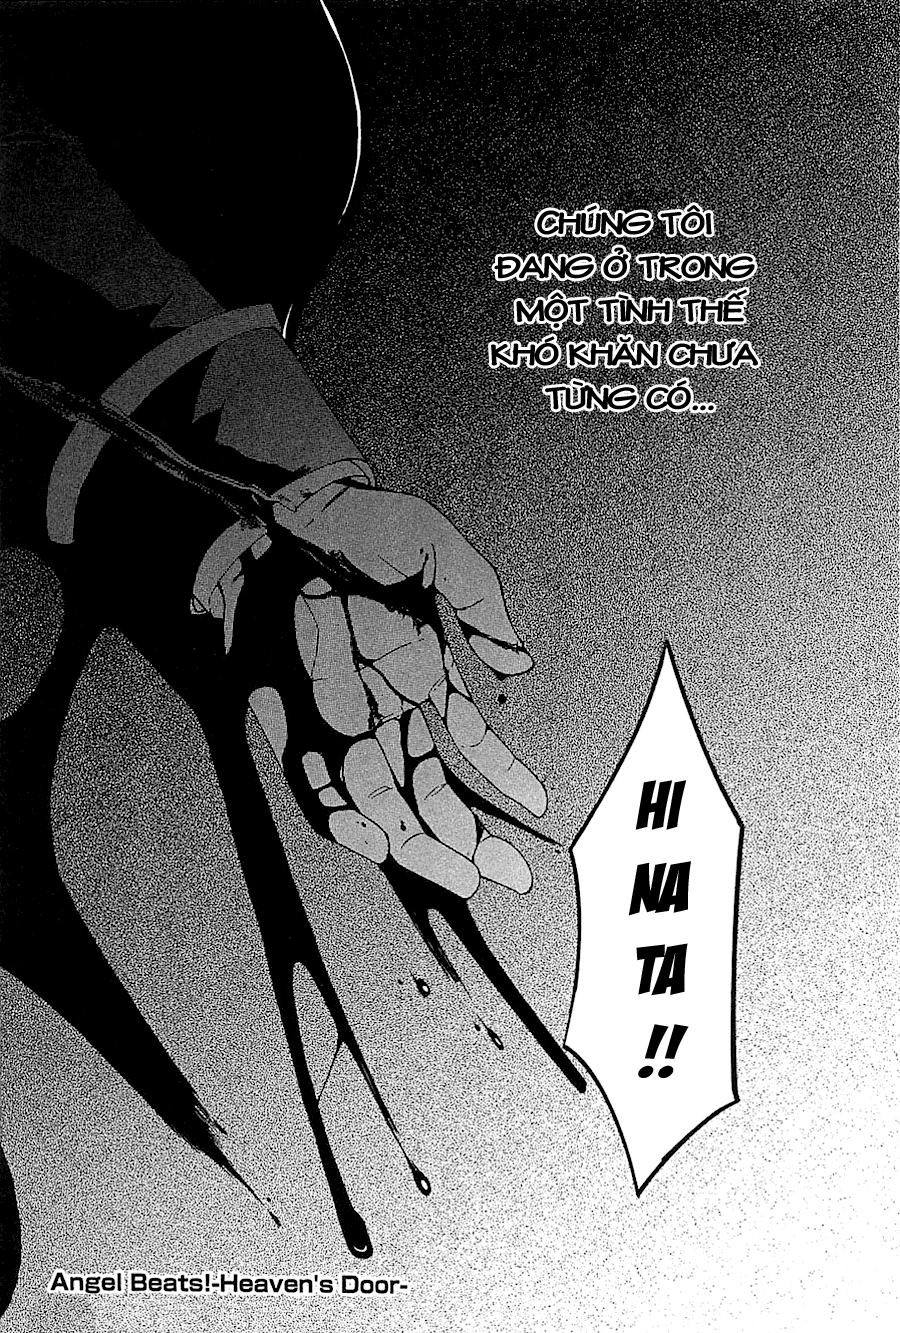 CHÚNG TÔI
ĐANG Ở TRONG
MỘT TÌNH THẾ
KHÓ KHĂN CHƯA
TỪNG CÓ...
HI
NA
TA
!!
Angel Beats!-Heaven's Door-